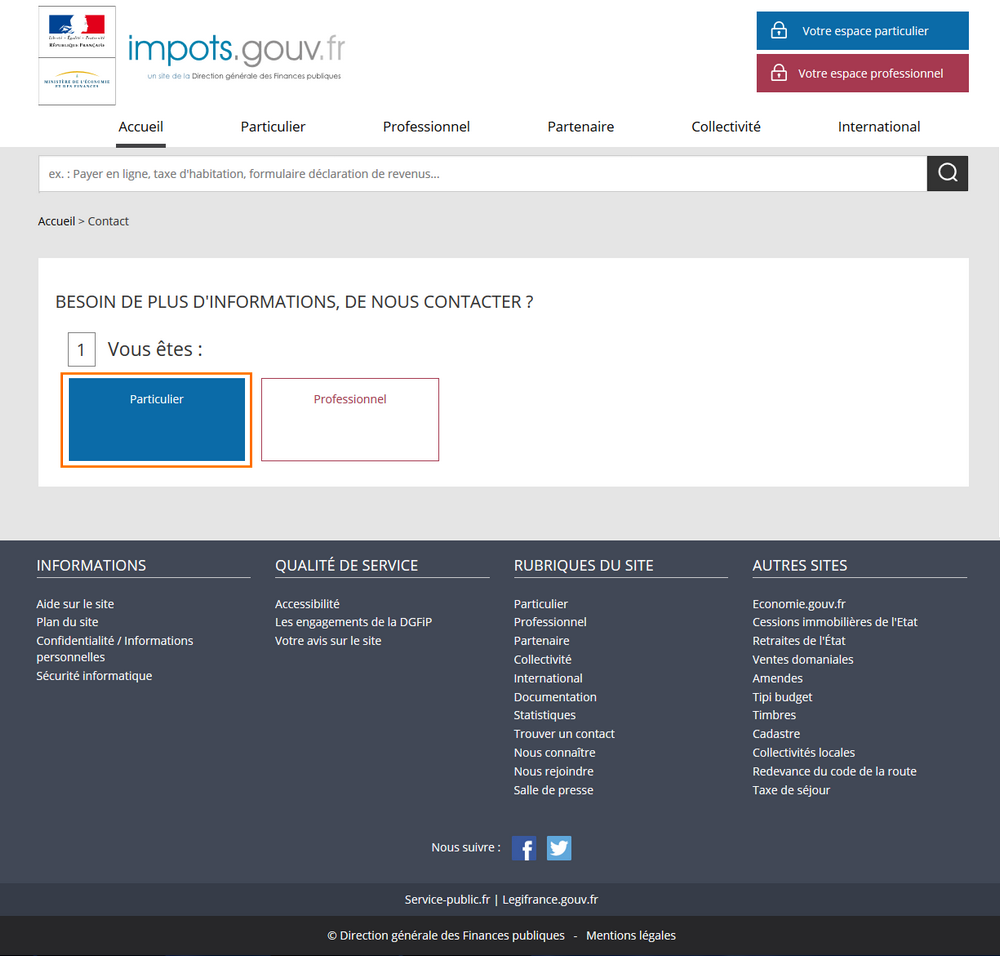 Liberté • Égalité • Fraternité
RÉPUBLIQUE FRANÇAISE
MINISTÈRE DE L'ÉCONOMIE
ET DES FINANCES
impots.gouv.fr
un site de la Direction générale des Finances publiques
Votre espace particulier
Votre espace professionnel
Accueil Particulier Professionnel Partenaire Collectivité International
ex. : Payer en ligne, taxe d'habitation, formulaire déclaration de revenus...
Accueil > Contact
BESOIN DE PLUS D'INFORMATIONS, DE NOUS CONTACTER ?
1 Vous êtes :
Particulier
Professionnel
INFORMATIONS
Aide sur le site
Plan du site
Confidentialité / Informations
personnelles
Sécurité informatique
QUALITÉ DE SERVICE
Accessibilité
Les engagements de la DGFiP
Votre avis sur le site
RUBRIQUES DU SITE
Particulier
Professionnel
Partenaire
Collectivité
International
Documentation
Statistiques
Trouver un contact
Nous connaître
Nous rejoindre
Salle de presse
AUTRES SITES
Economie.gouv.fr
Cessions immobilières de l'Etat
Retraites de l'État
Ventes domaniales
Amendes
Tipi budget
Timbres
Cadastre
Collectivités locales
Redevance du code de la route
Taxe de séjour
Nous suivre :
Service-public.fr | Legifrance.gouv.fr
© Direction générale des Finances publiques - Mentions légales